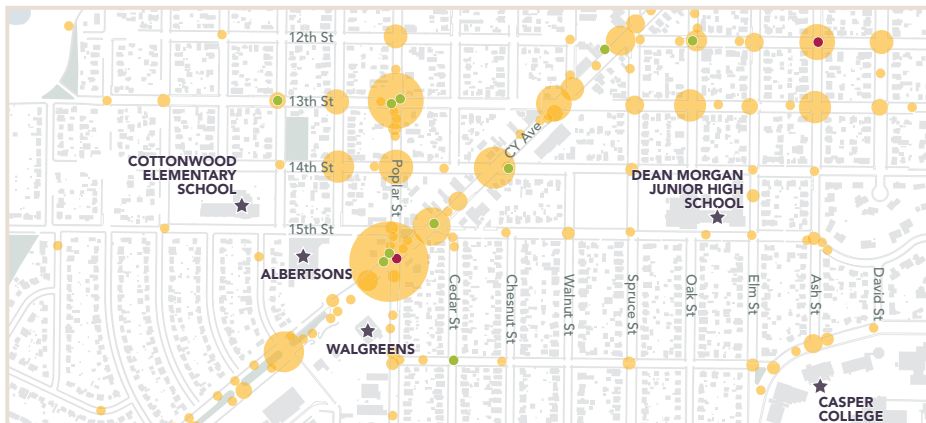 12th St
13th St
CY Ave
COTTONWOOD
ELEMENTARY
SCHOOL
14th St
Poplar St
DEAN MORGAN
JUNIOR HIGH
SCHOOL
15th St
ALBERTSONS
Cedar St
Chesnut St
Walnut St
Spruce St
Oak St
Elm St
Ash St
David St
WALGREENS
CASPER
COLLEGE